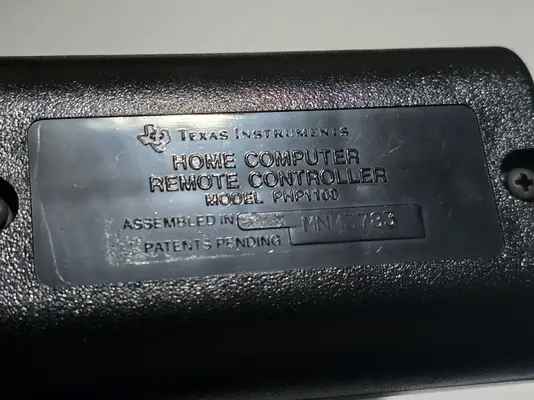 TEXAS INSTRUMENTS
HOME COMPUTER
REMOTE CONTROLLER
MODEL PHP1100
ASSEMBLED IN
PATENTS PENDING